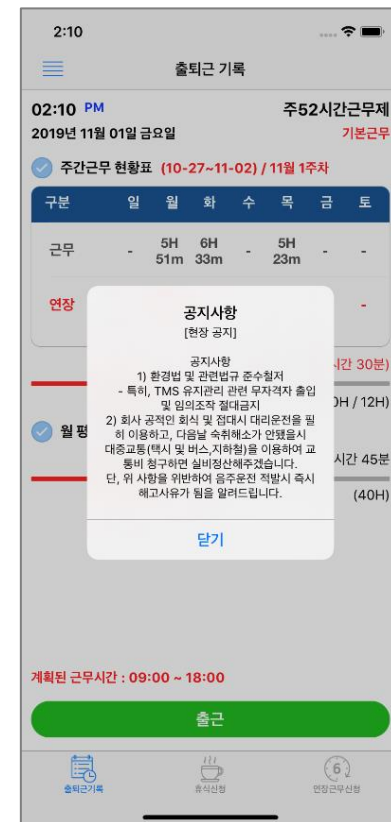 2:10
출퇴근 기록
02:10 PM 주52시간근무제
2019년 11월 01일 금요일 기본근무
주간근무 현황표 (10-27~11-02) / 11월 1주차
구분 일 월 화 수 목 금 토
근무 - 5H 51m 6H 33m - 5H 23m - -
연장 -
공지사항
[현장 공지]
시간 30분)
공지사항
1) 환경법 및 관련법규 준수철저
- 특히, TMS 유지관리 관련 무자격자 출입
및 임의조작 절대금지
0H / 12H)
2) 회사 공적인 회식 및 접대시 대리운전을 필
월 평
히 이용하고, 다음날 숙취해소가 안됐을시
대중교통(택시 및 버스,지하철)을 이용하여 교
시간 45분
통비 청구하면 실비정산해주겠습니다.
단, 위 사항을 위반하여 음주운전 적발시 즉시
해고사유가 됨을 알려드립니다.
(40H)
닫기
계획된 근무시간 : 09:00 ~ 18:00
출근
6
출퇴근기록 휴식신청 연장근무신청